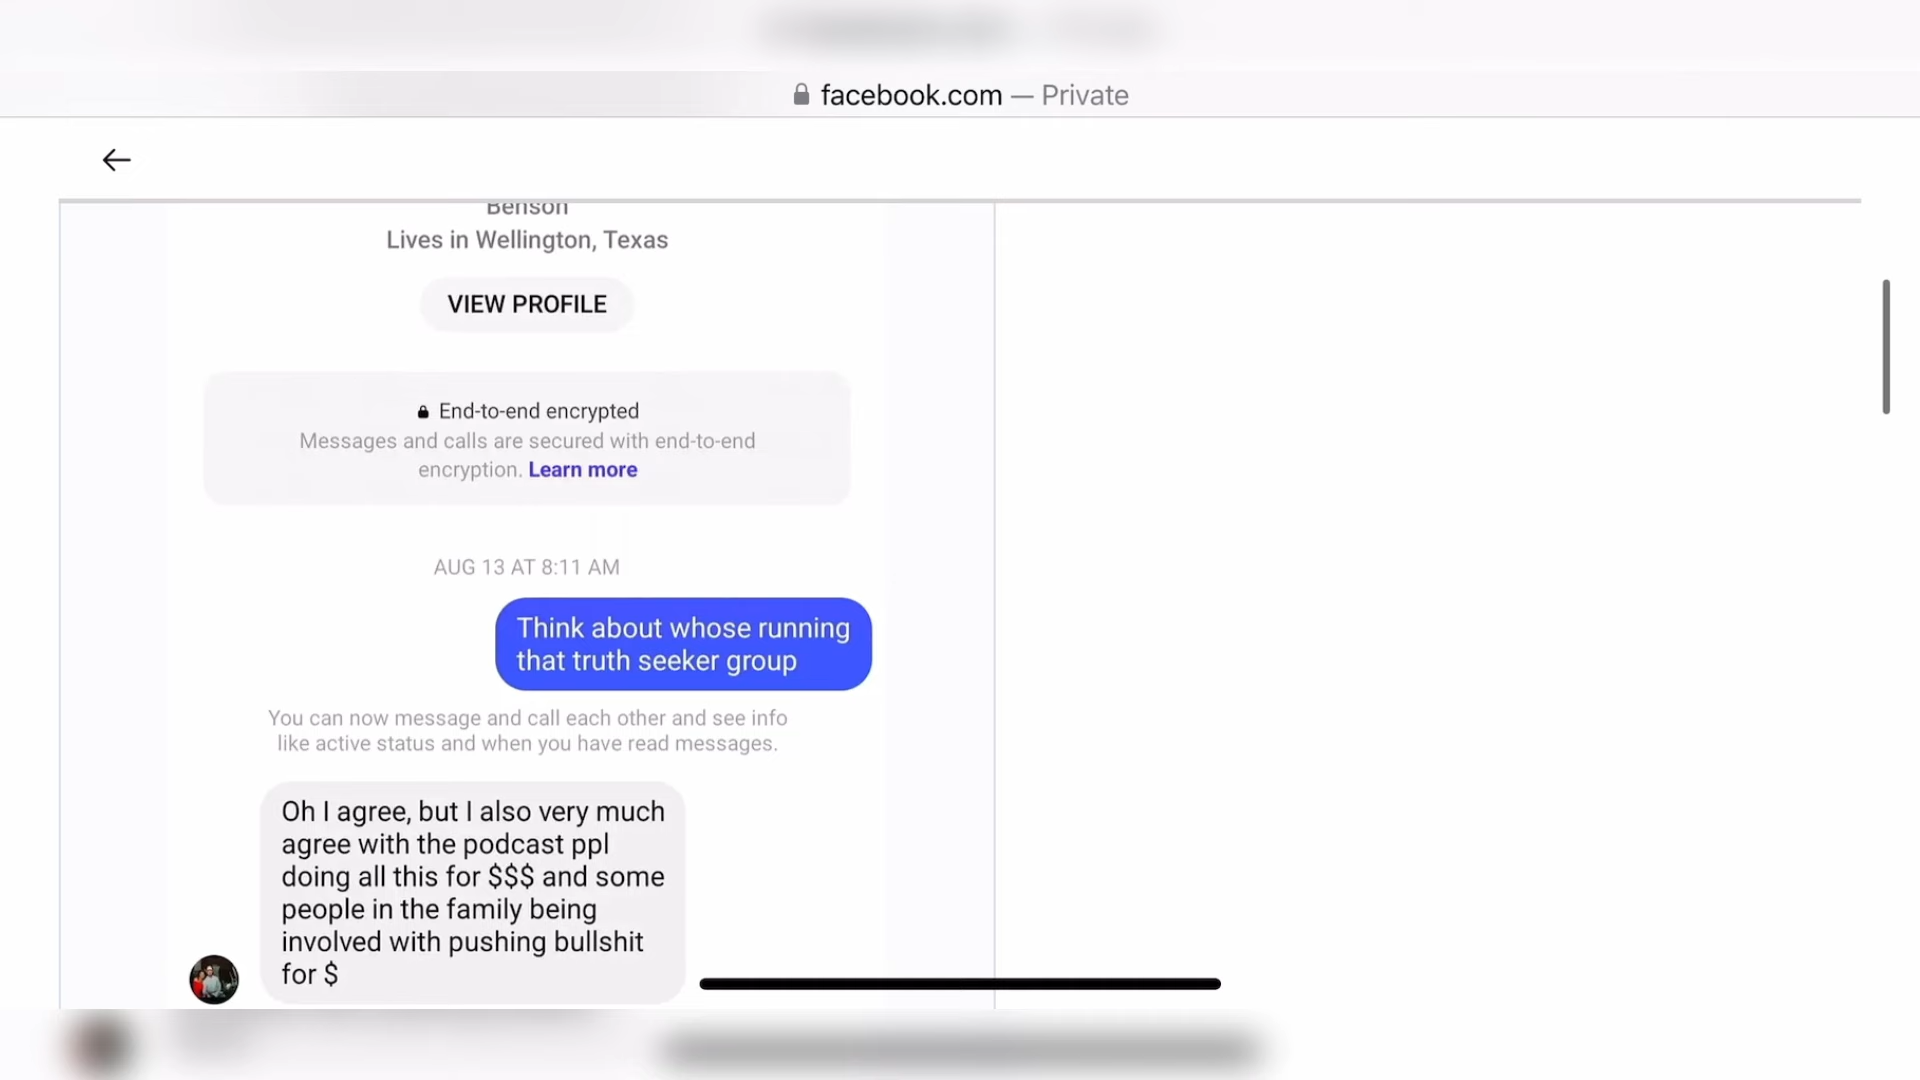 facebook.com — Private
Benson
Lives in Wellington, Texas
VIEW PROFILE
End-to-end encrypted
Messages and calls are secured with end-to-end
encryption. Learn more
AUG 13 AT 8:11 AM
Think about whose running
that truth seeker group
You can now message and call each other and see info
like active status and when you have read messages.
Oh I agree, but I also very much
agree with the podcast ppl
doing all this for $$$ and some
people in the family being
involved with pushing bullshit
for $